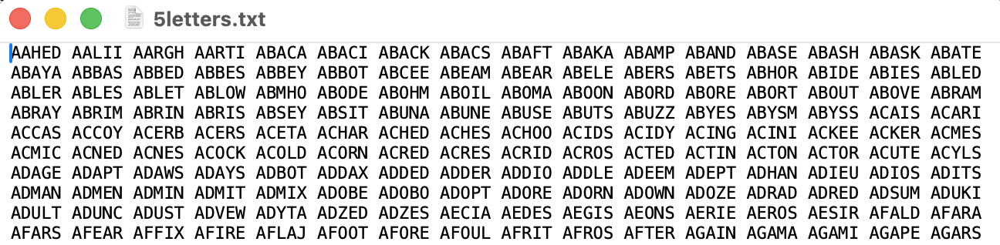 5letters.txt
AAHED AALII AARGH AARTI ABACA ABACI ABACK ABACS ABAFT ABAKA ABAMP ABAND ABASE ABASH ABASK ABATE
ABAYA ABBAS ABBED ABBES ABBEY ABBOT ABCEE ABEAM ABEAR ABELE ABERS ABETS ABHOR ABIDE ABIES ABLED
ABLER ABLES ABLET ABLOW ABMHO ABODE ABOHM ABOIL ABOMA ABOON ABORD ABORE ABORT ABOUT ABOVE ABRAM
ABRAY ABRIM ABRIN ABRIS ABSEY ABSIT ABUNA ABUNE ABUSE ABUTS ABUZZ ABYES ABYSM ABYSS ACAIS ACARI
ACCAS ACCOY ACERB ACERS ACETA ACHAR ACHED ACHES ACHOO ACIDS ACIDY ACING ACINI ACKEE ACKER ACMES
ACMIC ACNED ACNES ACOCK ACOLD ACORN ACRED ACRES ACRID ACROS ACTED ACTIN ACTON ACTOR ACUTE ACYLS
ADAGE ADAPT ADAWS ADAYS ADBOT ADDAX ADDED ADDER ADDIO ADDLE ADEEM ADEPT ADHAN ADIEU ADIOS ADITS
ADMAN ADMEN ADMIN ADMIT ADMIX ADOBE ADOBO ADOPT ADORE ADORN ADOWN ADOZE ADRAD ADRED ADSUM ADUKI
ADULT ADUNC ADUST ADVEW ADYTA ADZED ADZES AECIA AEDES AEGIS AEONS AERIE AEROS AESIR AFALD AFARA
AFARS AFEAR AFFIX AFIRE AFLAJ AFOOT AFORE AFOUL AFRIT AFROS AFTER AGAIN AGAMA AGAMI AGAPE AGARS